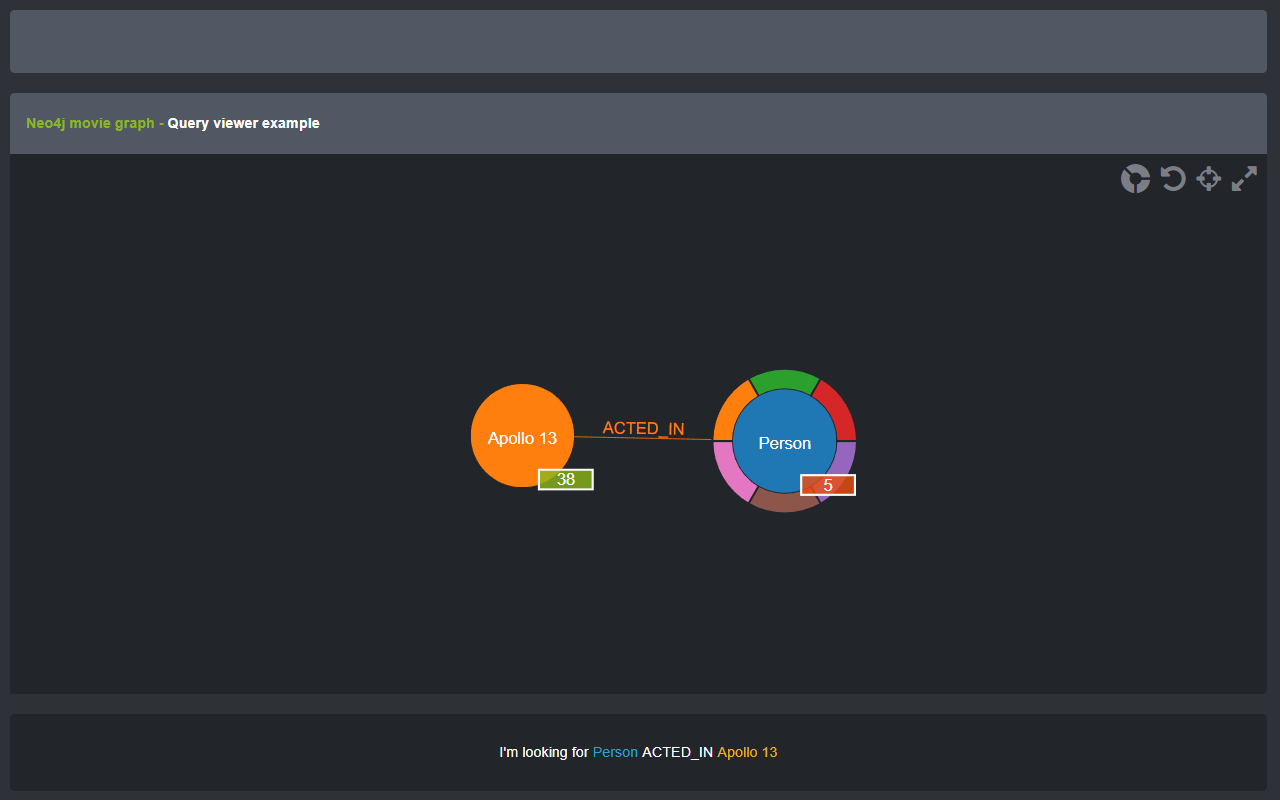 Neo4j movie graph - Query viewer example
ACTED_IN
Apollo 13
Person
38
5
I'm looking for Person ACTED_IN Apollo 13